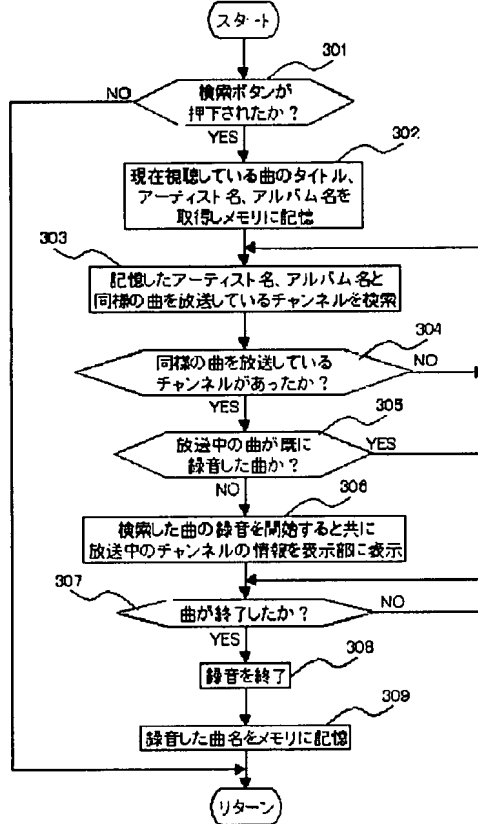 スタート
301
検索ボタンが
押下されたか？
NO
YES
302
現在視聴している曲のタイトル、
アーティスト名、アルバム名を
取得しメモリに記憶
303
記憶したアーティスト名、アルバム名と
同様の曲を放送しているチャンネルを検索
304
同様の曲を放送している
チャンネルがあったか？
NO
YES
305
放送中の曲が既に
録音した曲か？
YES
NO
306
検索した曲の録音を開始すると共に
放送中のチャンネルの情報を表示部に表示
307
曲が終了したか？
NO
YES
308
録音を終了
309
録音した曲名をメモリに記憶
リターン